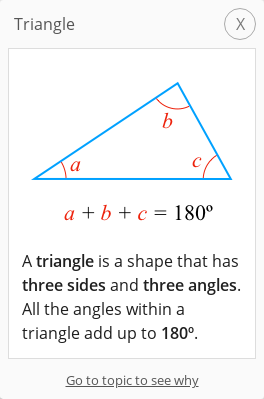 Triangle X
b
a
c
a + b + c = 180º
A triangle is a shape that has
three sides and three angles.
All the angles within a
triangle add up to 180º.
Go to topic to see why